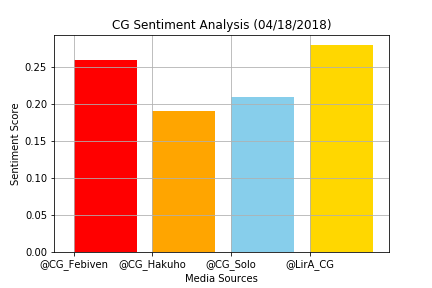 CG Sentiment Analysis (04/18/2018)
Sentiment Score
0.25
0.20
0.15
0.10
0.05
0.00
@CG_Febiven @CG_Hakuho @CG_Solo @LirA_CG
Media Sources